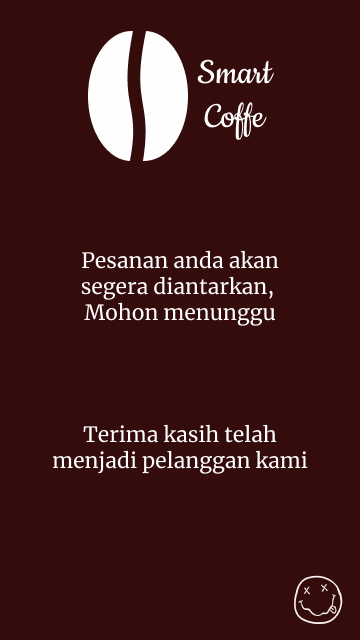 Smart
Coffe
Pesanan anda akan
segera diantarkan,
Mohon menunggu
Terima kasih telah
menjadi pelanggan kami